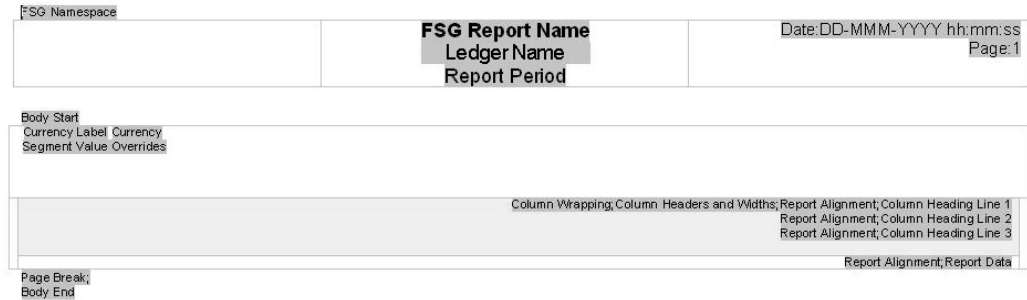 FSG Namespace
FSG Report Name
Ledger Name
Report Period
Date:DD-MMM-YYYY hh:mm:ss
Page:1
Body Start
Currency Label Currency
Segment Value Overrides
Column Wrapping;Column Headers and Widths;Report Alignment;Column Heading Line 1
Report Alignment;Column Heading Line 2
Report Alignment;Column Heading Line 3
Report Alignment;Report Data
Page Break;
Body End